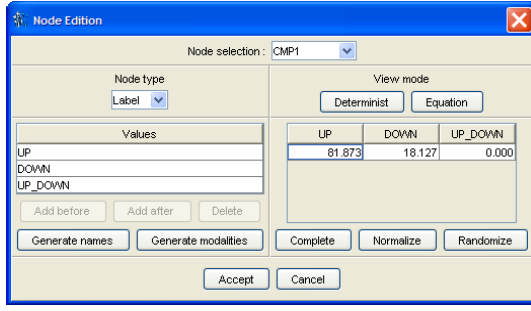 Node Edition
Node selection : CMP1
Node type
Label
View mode
Determinist Equation
Values
UP
DOWN
UP_DOWN
UP DOWN UP_DOWN
81.873 18.127 0.000
Add before Add after Delete
Generate names Generate modalities
Complete Normalize Randomize
Accept Cancel